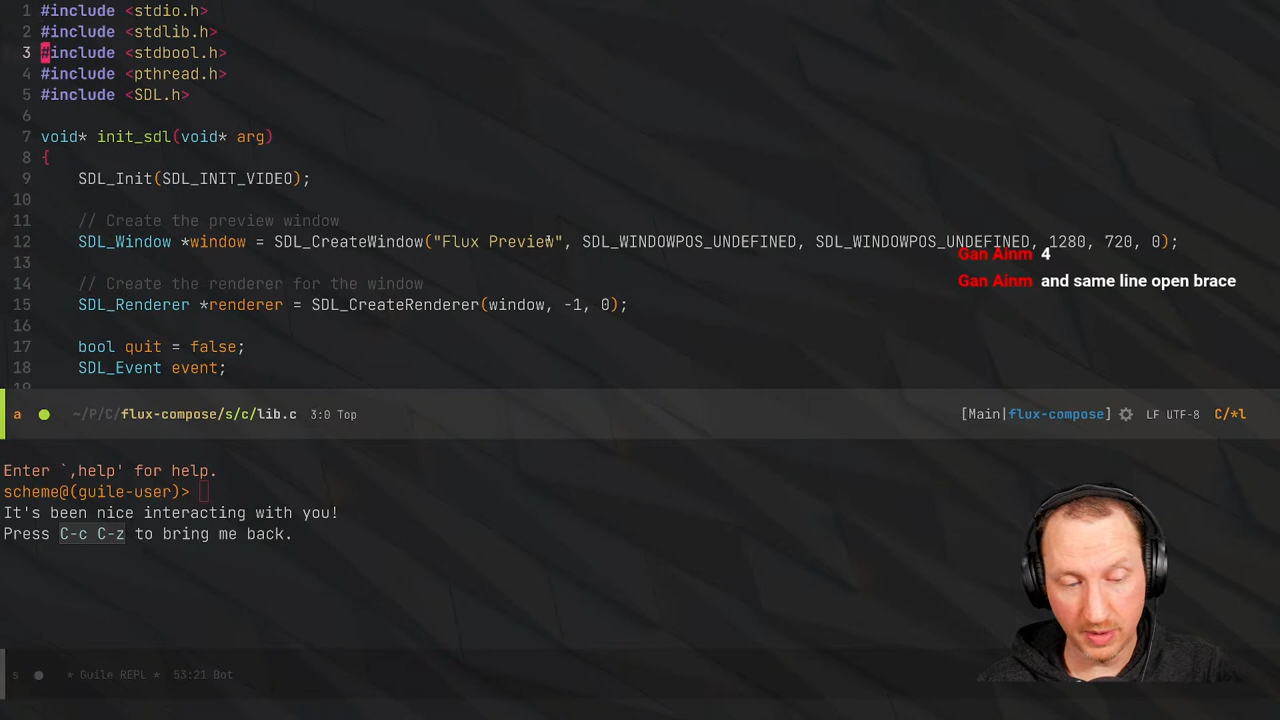 1 #include <stdio.h>
2 #include <stdlib.h>
3 #include <stdbool.h>
4 #include <pthread.h>
5 #include <SDL.h>
6
7 void* init_sdl(void* arg)
8 {
9 SDL_Init(SDL_INIT_VIDEO);
10
11 // Create the preview window
12 SDL_Window *window = SDL_CreateWindow("Flux Preview", SDL_WINDOWPOS_UNDEFINED, SDL_WINDOWPOS_UNDEFINED, 1280, 720, 0);
Gan Ainm 4
13
Gan Ainm and same line open brace
14 // Create the renderer for the window
15 SDL_Renderer *renderer = SDL_CreateRenderer(window, -1, 0);
16
17 bool quit = false;
18 SDL_Event event;
19
a ~/P/C/flux-compose/s/c/lib.c 3:0 Top [Main|flux-compose] LF UTF-8 C/*l
Enter `,help' for help.
scheme@(guile-user)>
It's been nice interacting with you!
Press C-c C-z to bring me back.
s * Guile REPL * 53:21 Bot